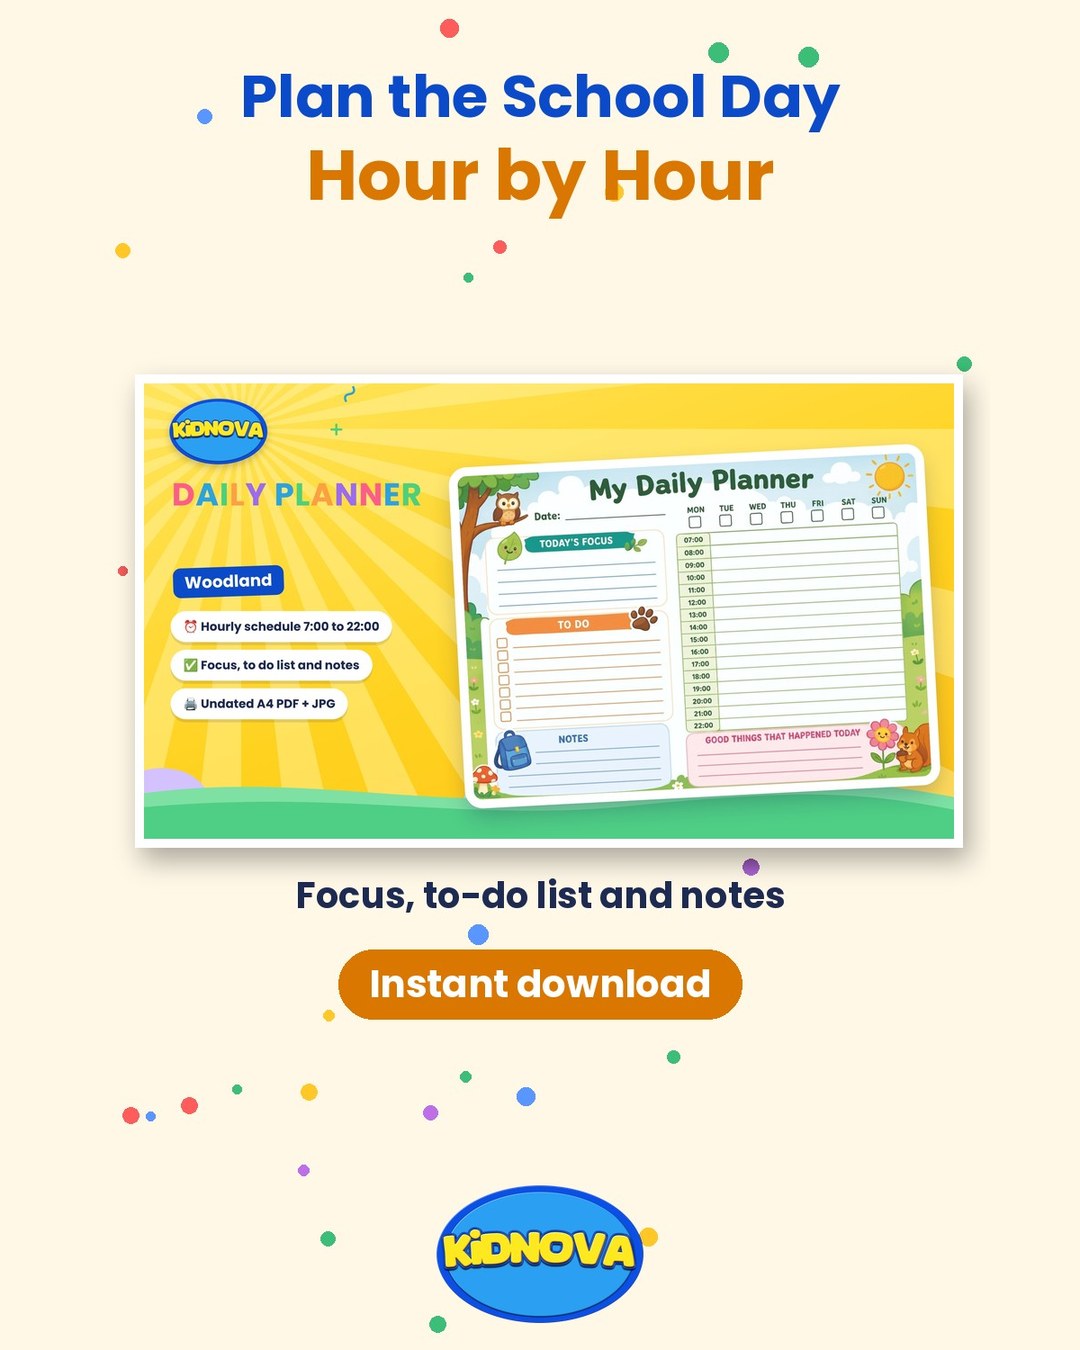 Plan the School Day
Hour by Hour
KiDNOVA
DAILY PLANNER
Woodland
⏰ Hourly schedule 7:00 to 22:00
✅ Focus, to do list and notes
🖨️ Undated A4 PDF + JPG
My Daily Planner
Date:
MON TUE WED THU FRI SAT SUN
TODAY'S FOCUS
TO DO
NOTES
07:00
08:00
09:00
10:00
11:00
12:00
13:00
14:00
15:00
16:00
17:00
18:00
19:00
20:00
21:00
22:00
GOOD THINGS THAT HAPPENED TODAY
Focus, to-do list and notes
Instant download
KiDNOVA